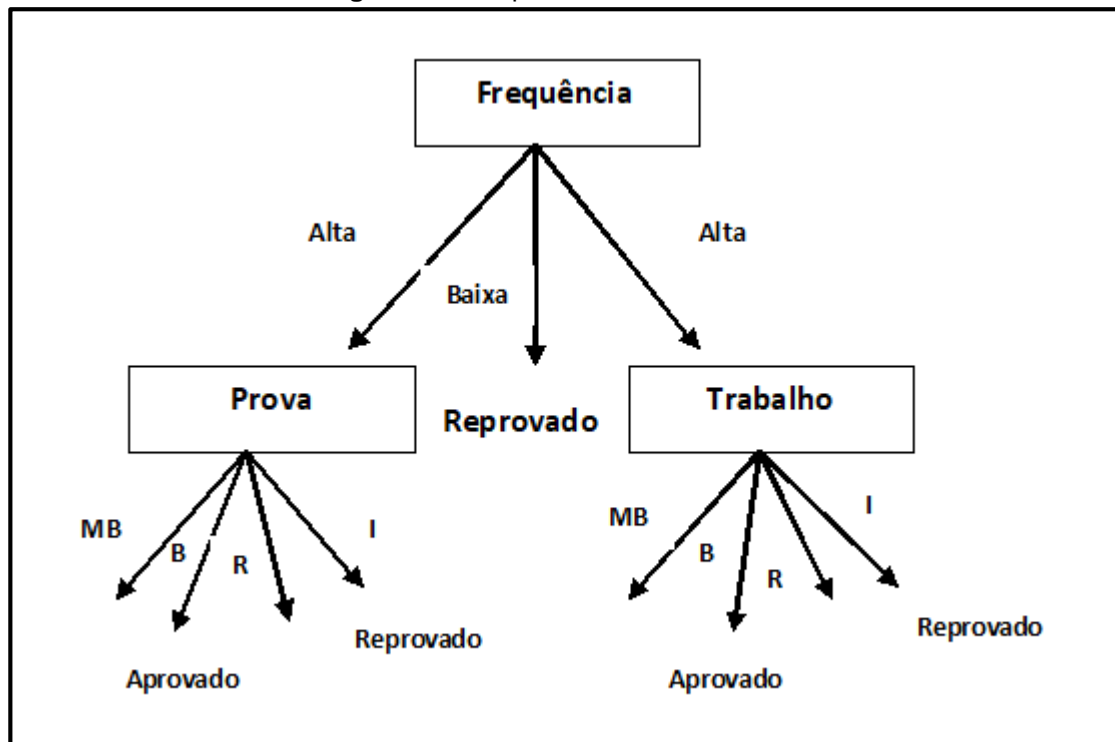 Frequência
Alta
Alta
Baixa
Prova
Reprovado
Trabalho
MB
B
R
I
MB
B
R
I
Reprovado
Aprovado
Reprovado
Aprovado